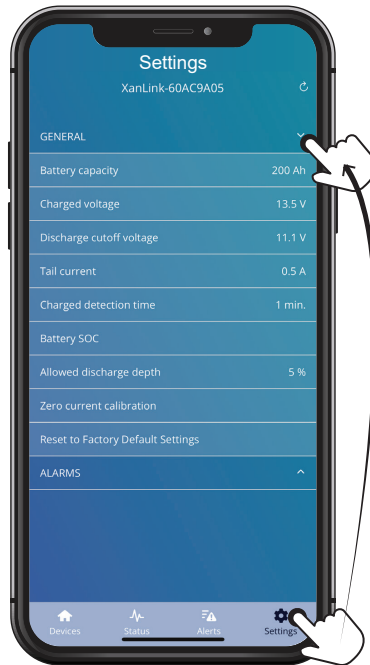 Settings
XanLink-60AC9A05
GENERAL
Battery capacity 200 Ah
Charged voltage 13.5 V
Discharge cutoff voltage 11.1 V
Tail current 0.5 A
Charged detection time 1 min.
Battery SOC
Allowed discharge depth 5 %
Zero current calibration
Reset to Factory Default Settings
ALARMS
Devices Status Alerts Settings